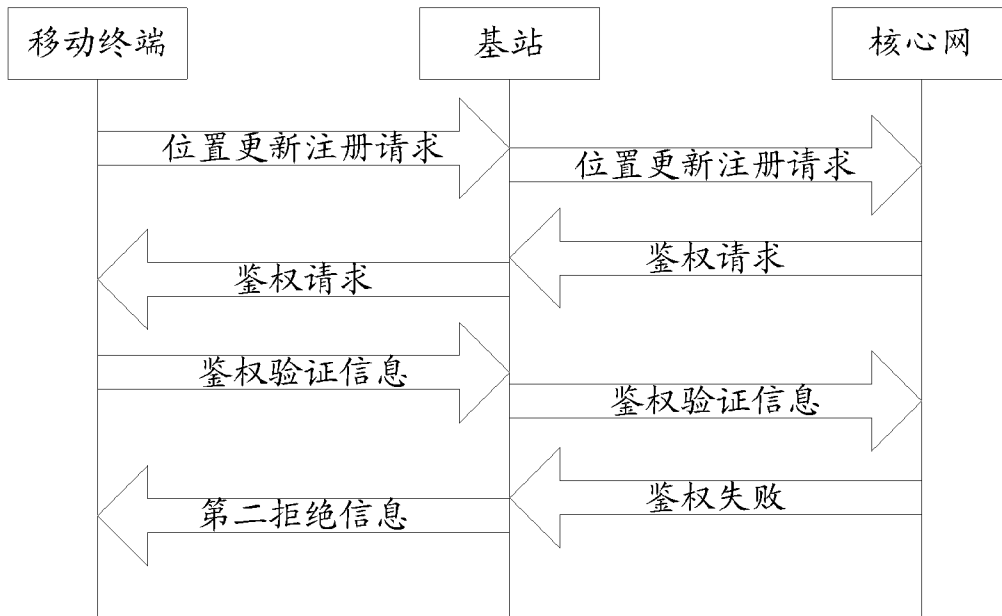 移动终端
基站
核心网
位置更新注册请求
位置更新注册请求
鉴权请求
鉴权请求
鉴权验证信息
鉴权验证信息
鉴权失败
第二拒绝信息